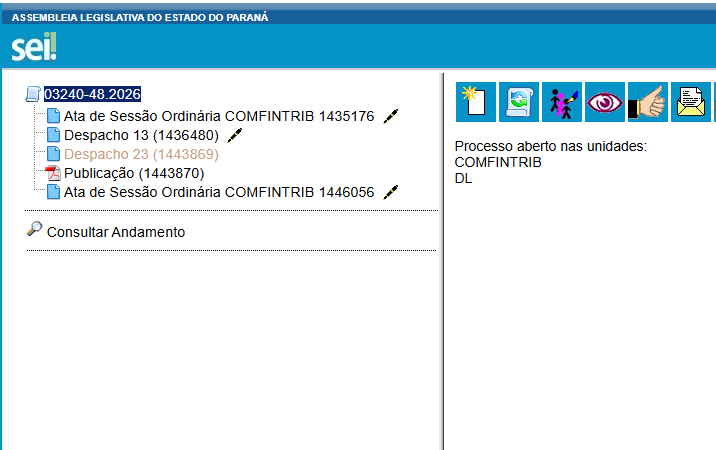 ASSEMBLEIA LEGISLATIVA DO ESTADO DO PARANÁ
sei!
03240-48.2026
Ata de Sessão Ordinária COMFINTRIB 1435176
Despacho 13 (1436480)
Despacho 23 (1443869)
Publicação (1443870)
Ata de Sessão Ordinária COMFINTRIB 1446056
Consultar Andamento
Processo aberto nas unidades:
COMFINTRIB
DL